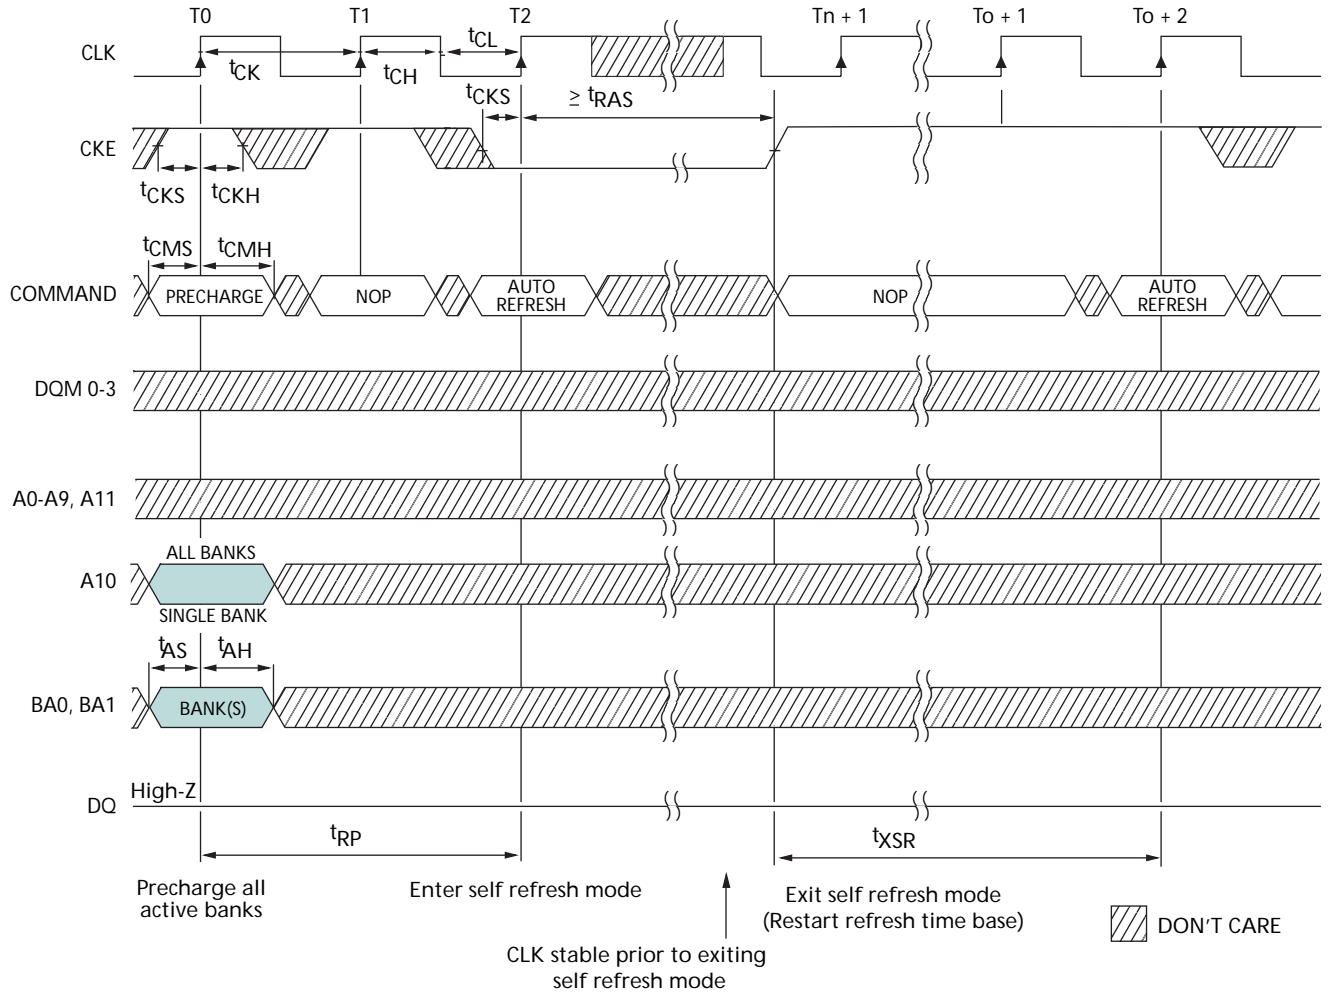 T0 T1 T2 Tn + 1 To + 1 To + 2
CLK
tCK tCH tCL
tCKS ≥ tRAS
CKE
tCKS tCKH
tCMS tCMH
COMMAND PRECHARGE NOP AUTO REFRESH NOP AUTO REFRESH
DQM 0-3
A0-A9, A11
ALL BANKS
A10
SINGLE BANK
tAS tAH
BA0, BA1 BANK(S)
High-Z
DQ
tRP tXSR
Precharge all
active banks
Enter self refresh mode
CLK stable prior to exiting
self refresh mode
Exit self refresh mode
(Restart refresh time base)
DON'T CARE